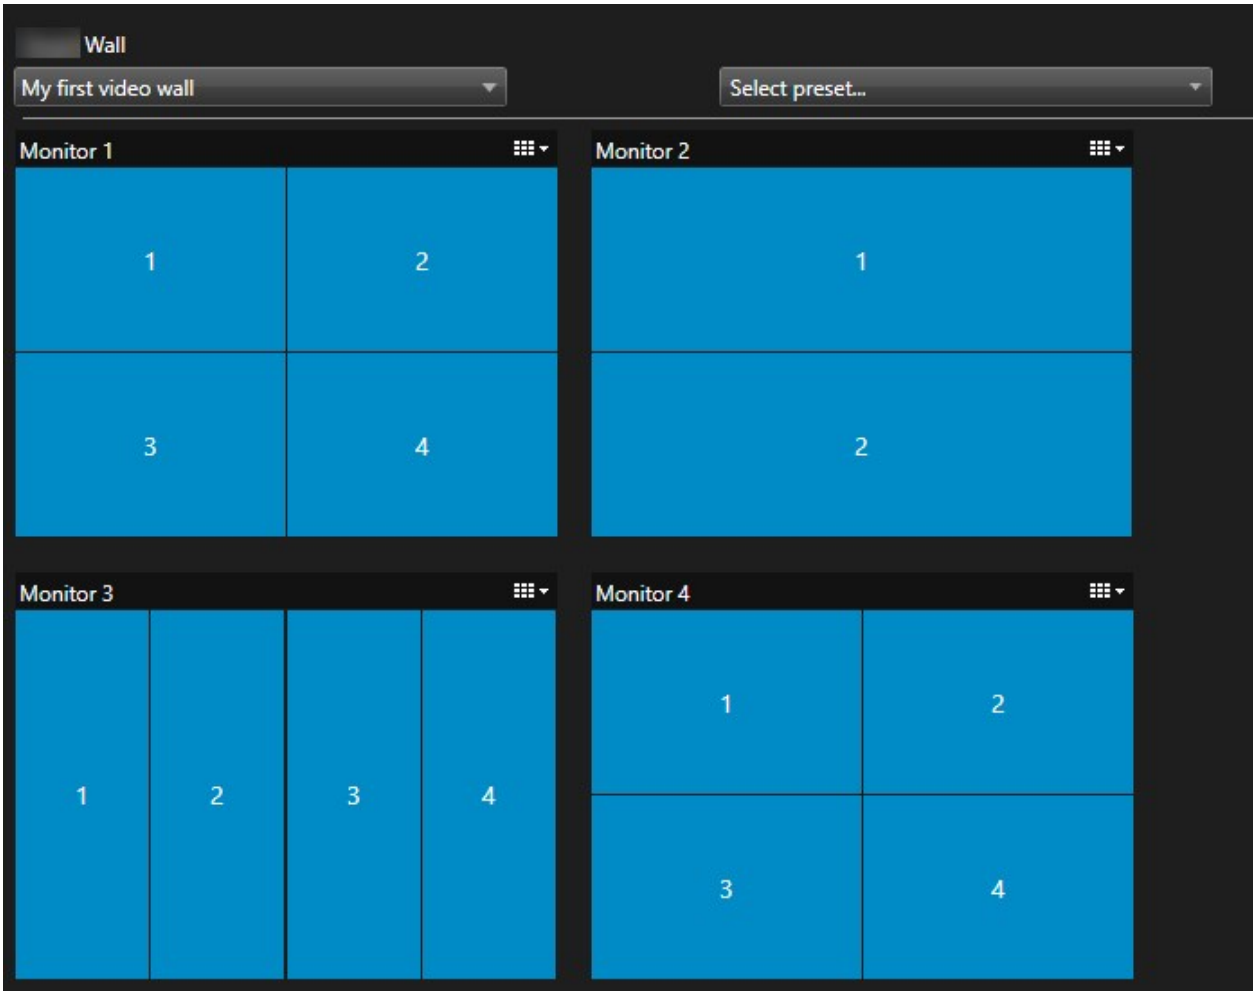 Wall
My first video wall
Select preset...
Monitor 1
Monitor 2
1 2
3 4
1
2
Monitor 3
Monitor 4
1 2 3 4
1 2
3 4